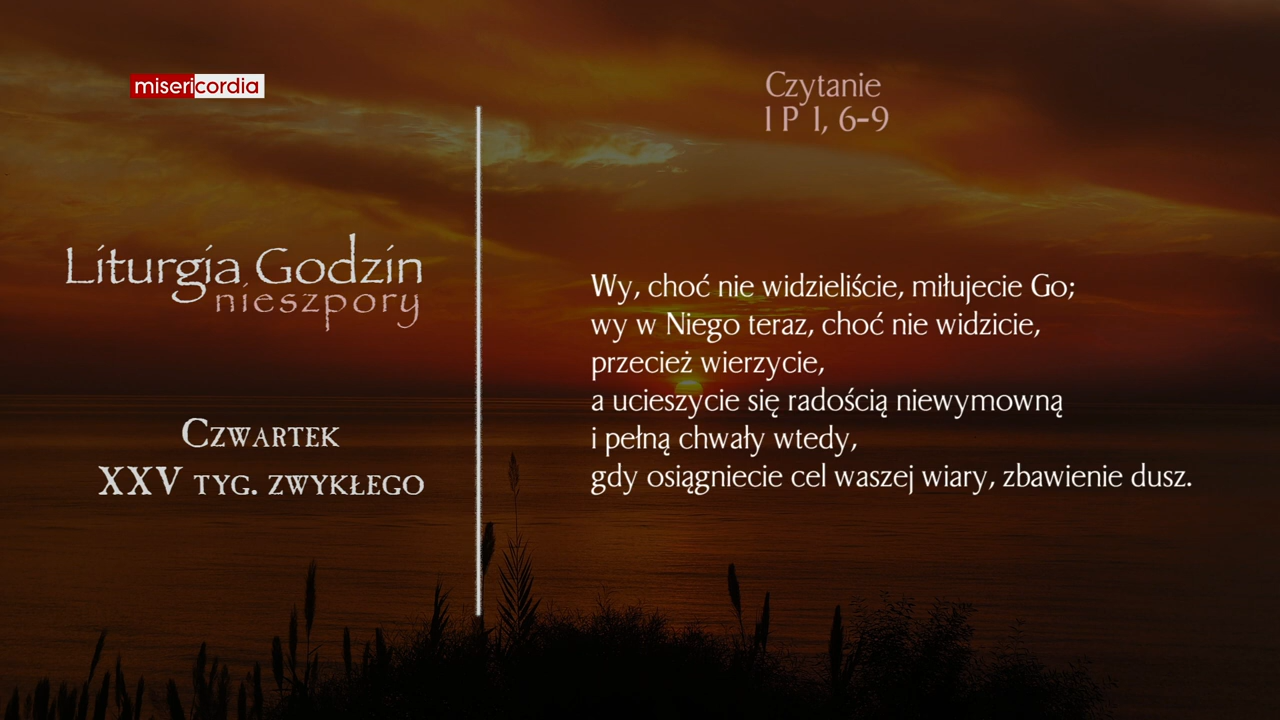 misericordia
Liturgia Godzin
nieszpory
Czwartek
XXV tyg. zwykłego
Czytanie
1 P 1, 6-9
Wy, choć nie widzieliście, miłujecie Go;
wy w Niego teraz, choć nie widzicie,
przecież wierzycie,
a ucieszycie się radością niewymowną
i pełną chwały wtedy,
gdy osiągniecie cel waszej wiary, zbawienie dusz.